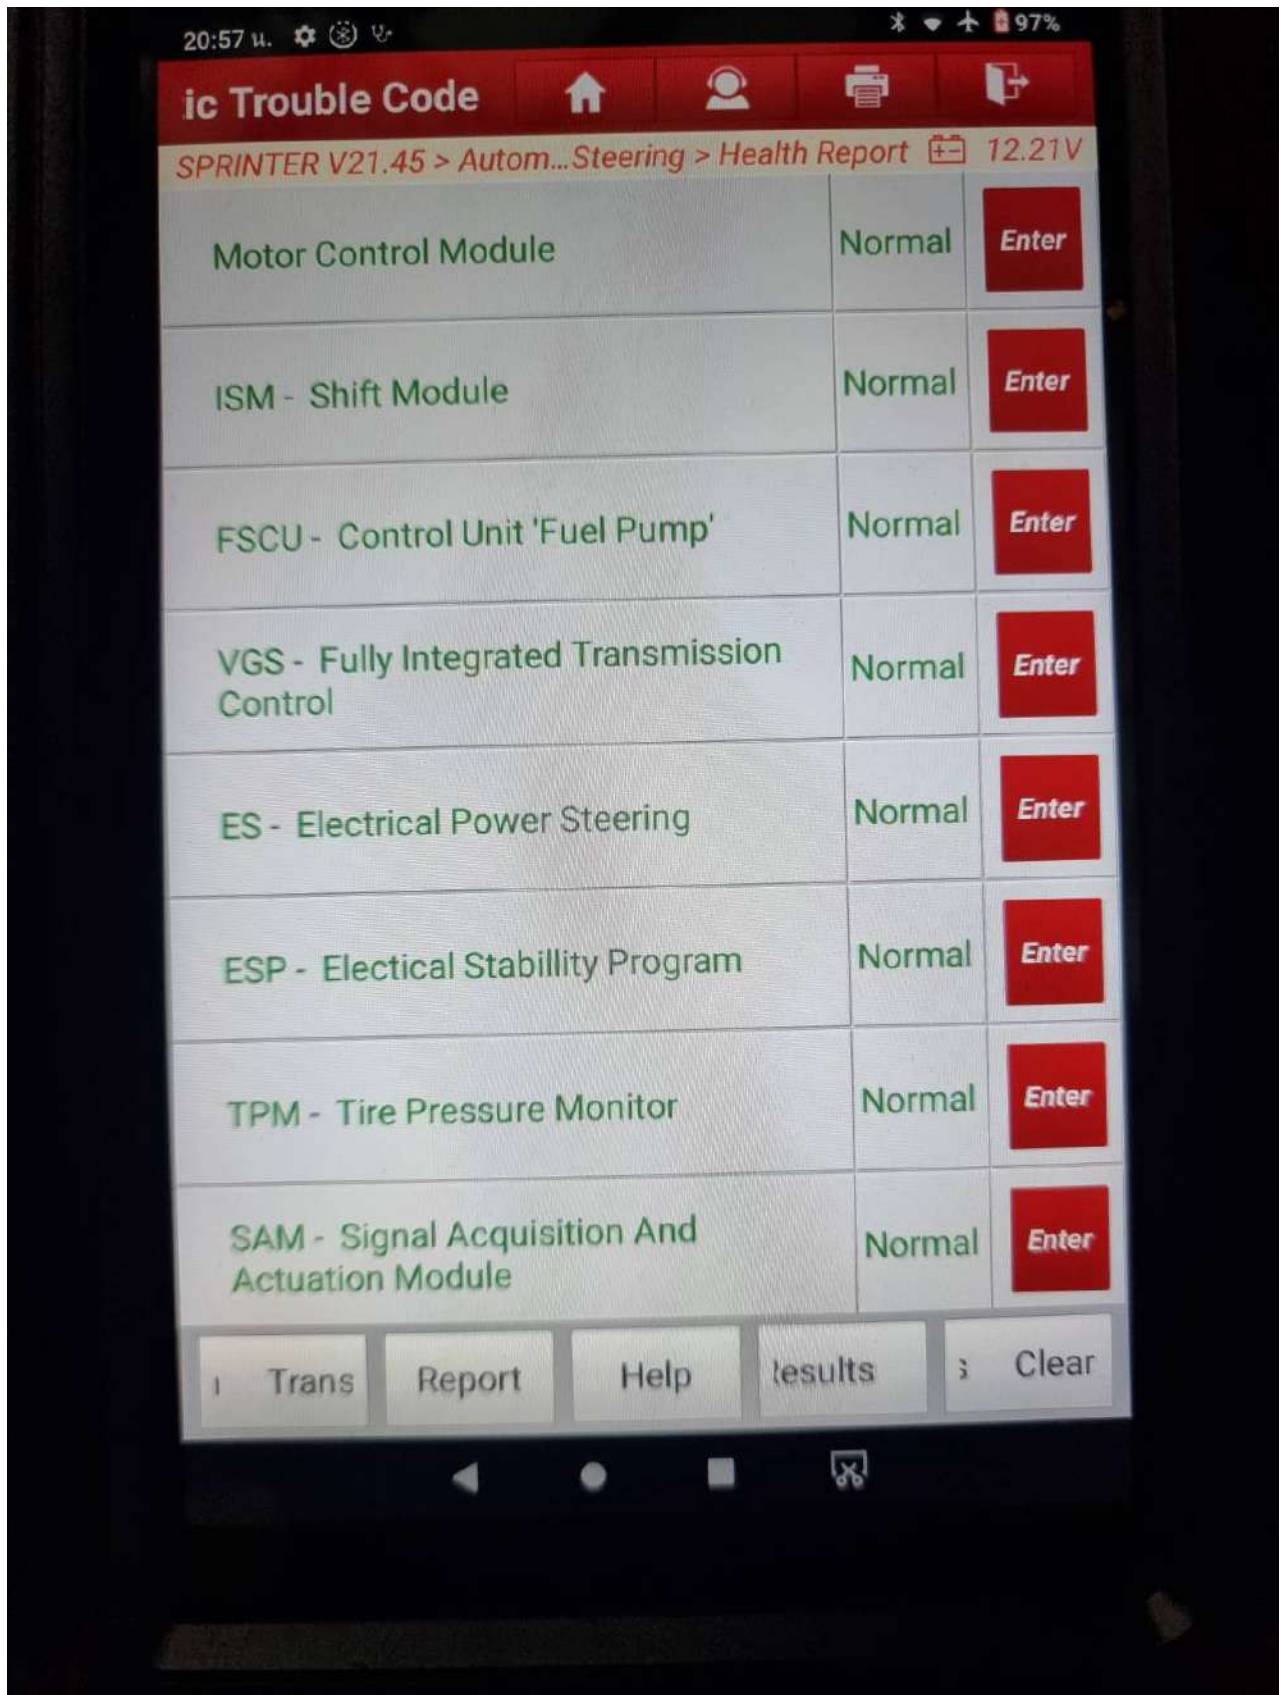 20:57 น. 97%
ic Trouble Code
SPRINTER V21.45 > Autom...Steering > Health Report 12.21V
Motor Control Module Normal Enter
ISM - Shift Module Normal Enter
FSCU - Control Unit 'Fuel Pump' Normal Enter
VGS - Fully Integrated Transmission
Control Normal Enter
ES - Electrical Power Steering Normal Enter
ESP - Electical Stabillity Program Normal Enter
TPM - Tire Pressure Monitor Normal Enter
SAM - Signal Acquisition And
Actuation Module Normal Enter
Trans Report Help esults Clear